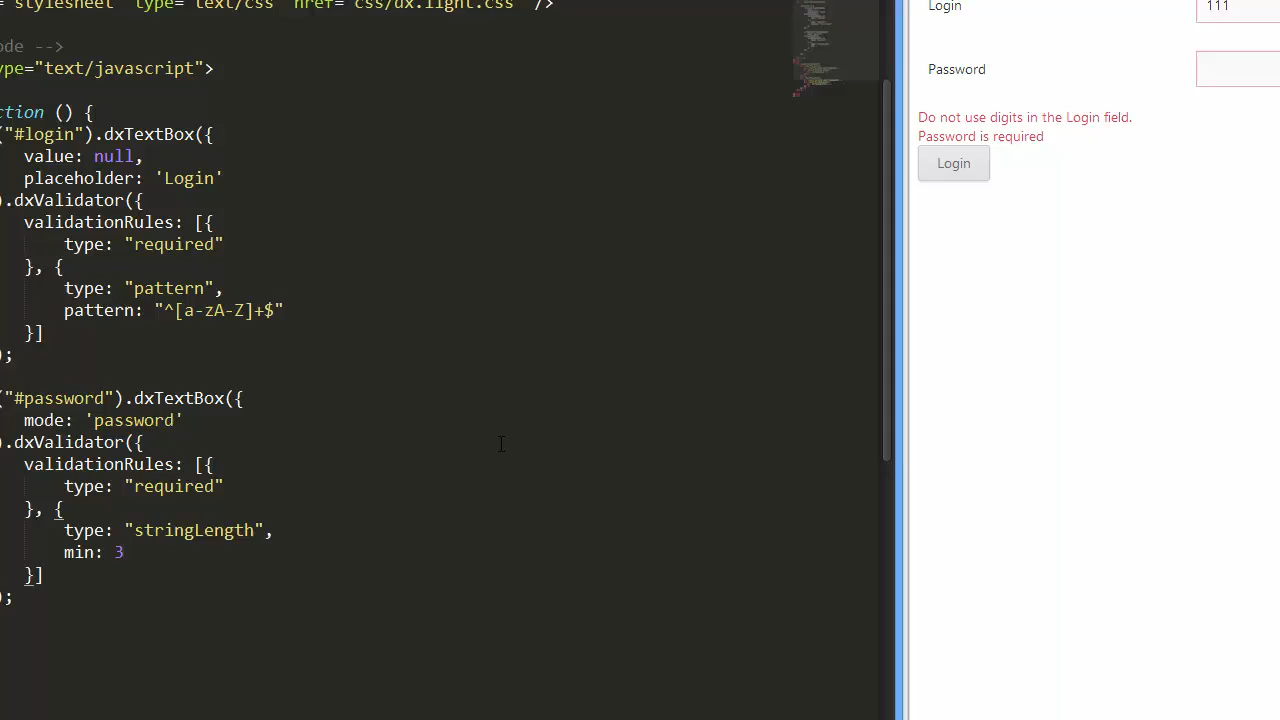 stylesheet" type="text/css" href="css/dx.light.css" />
ode -->
ype="text/javascript">
ction () {
("#login").dxTextBox({
value: null,
placeholder: 'Login'
).dxValidator({
validationRules: [{
type: "required"
}, {
type: "pattern",
pattern: "^[a-zA-Z]+$"
}]
);
("#password").dxTextBox({
mode: 'password'
).dxValidator({
validationRules: [{
type: "required"
}, {
type: "stringLength",
min: 3
}]
);
Login 111
Password
Do not use digits in the Login field.
Password is required
Login